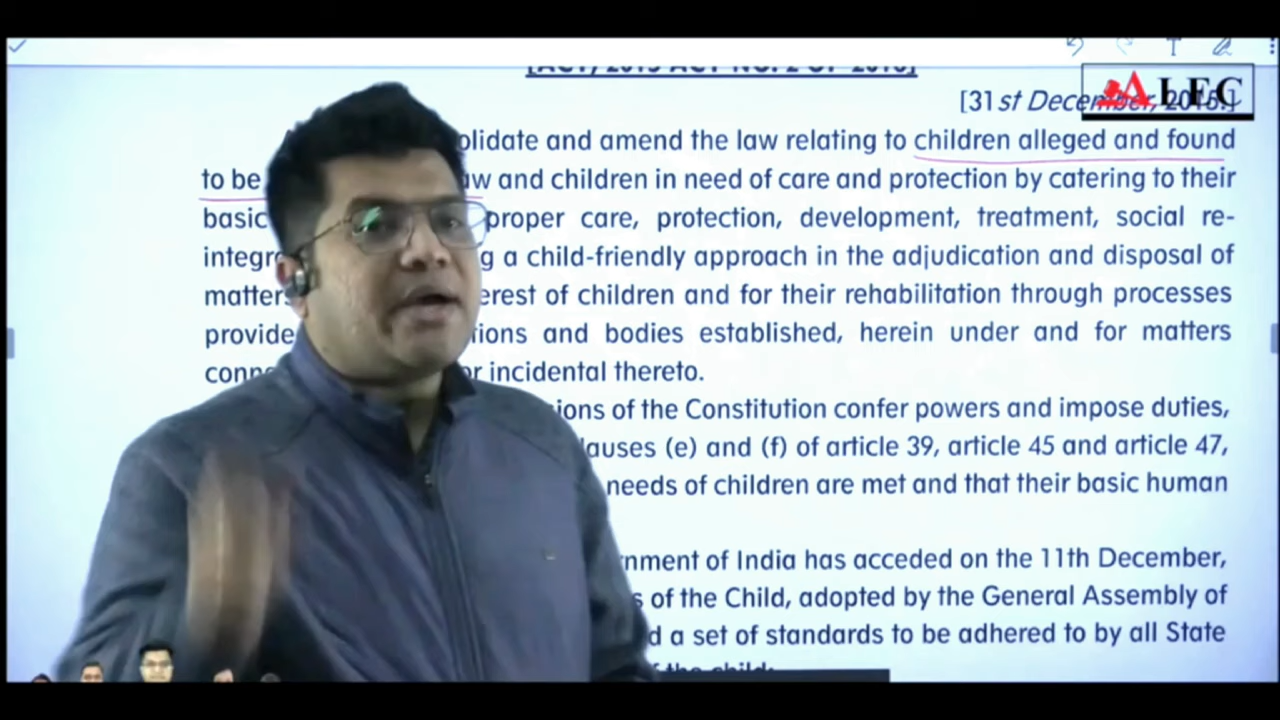 [ACT, 2015 ACT NO. 2 OF 2016]
ALEC
[31st December, 2015.]
olidate and amend the law relating to children alleged and found
to be and children in need of care and protection by catering to their
basic proper care, protection, development, treatment, social re-
integr g a child-friendly approach in the adjudication and disposal of
matters erest of children and for their rehabilitation through processes
provide tions and bodies established, herein under and for matters
conn or incidental thereto.
ions of the Constitution confer powers and impose duties,
lauses (e) and (f) of article 39, article 45 and article 47,
needs of children are met and that their basic human
rnment of India has acceded on the 11th December,
s of the Child, adopted by the General Assembly of
d a set of standards to be adhered to by all State
the child;